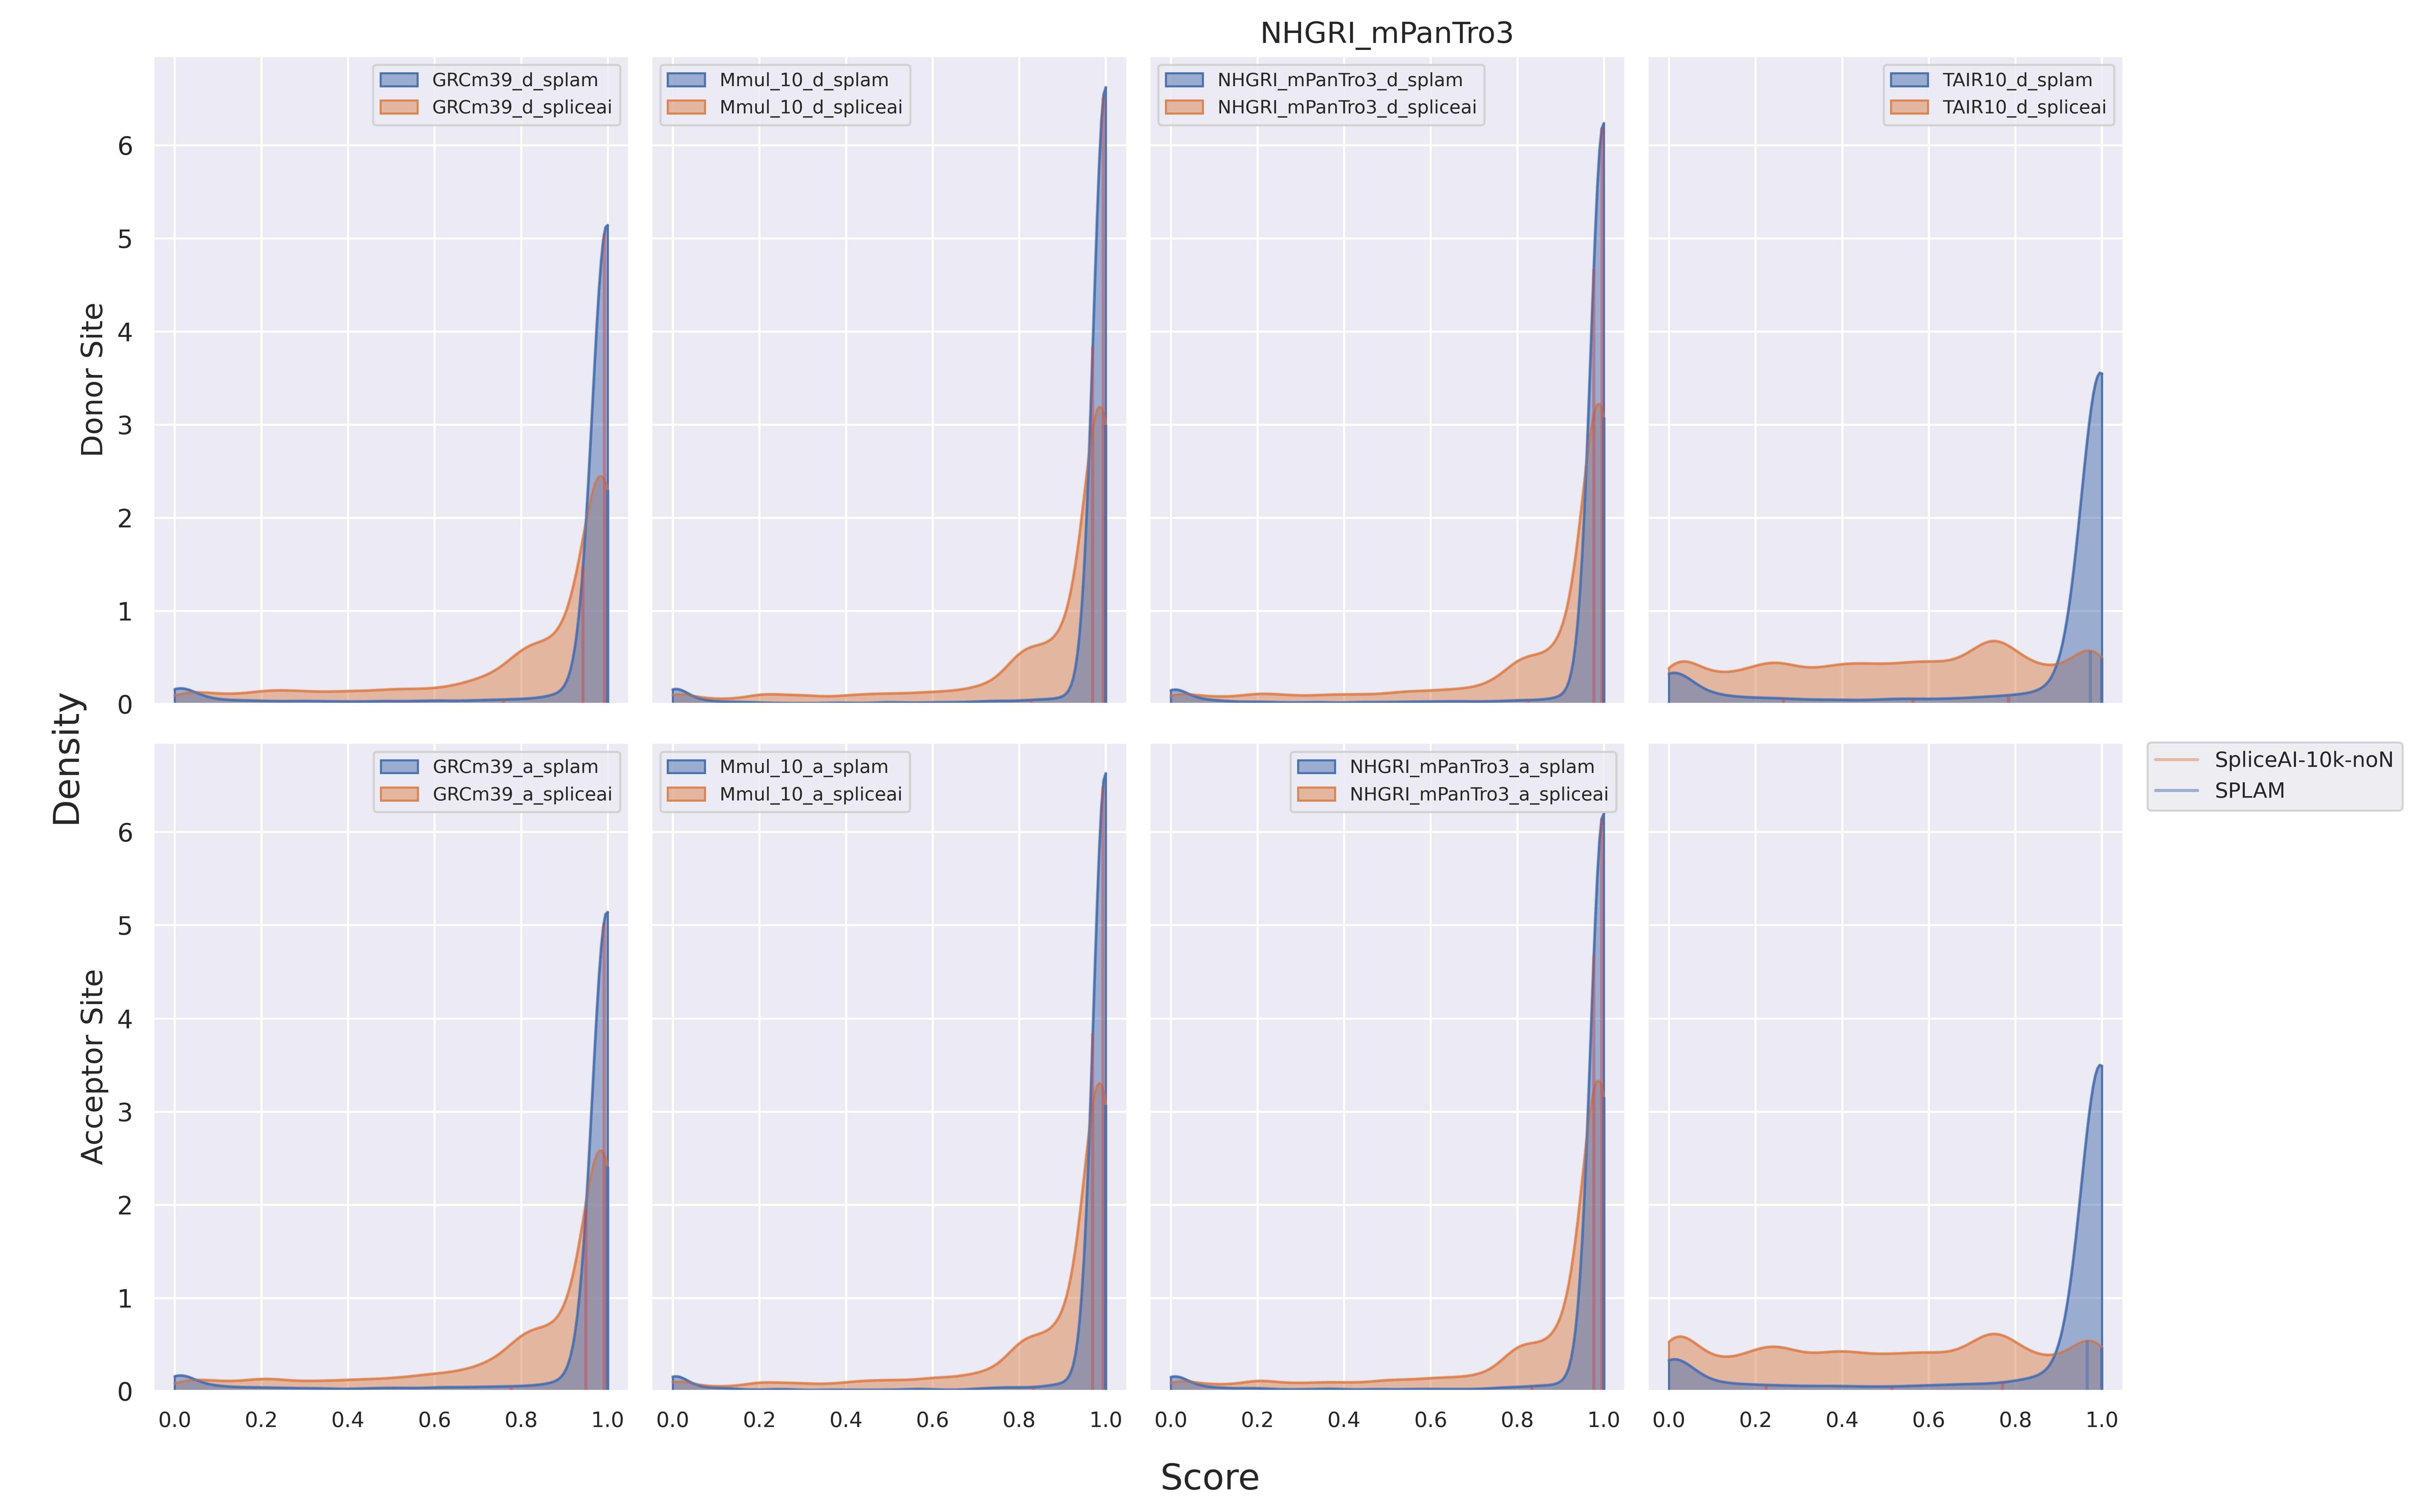 NHGRI_mPanTro3
GRCm39_d_splam
GRCm39_d_spliceai
Mmul_10_d_splam
Mmul_10_d_spliceai
NHGRI_mPanTro3_d_splam
NHGRI_mPanTro3_d_spliceai
TAIR10_d_splam
TAIR10_d_spliceai
6
5
4
3
2
1
0
Donor Site
Density
GRCm39_a_splam
GRCm39_a_spliceai
Mmul_10_a_splam
Mmul_10_a_spliceai
NHGRI_mPanTro3_a_splam
NHGRI_mPanTro3_a_spliceai
SpliceAI-10k-noN
SPLAM
6
5
4
3
2
1
0
Acceptor Site
0.0 0.2 0.4 0.6 0.8 1.0
0.0 0.2 0.4 0.6 0.8 1.0
0.0 0.2 0.4 0.6 0.8 1.0
0.0 0.2 0.4 0.6 0.8 1.0
Score